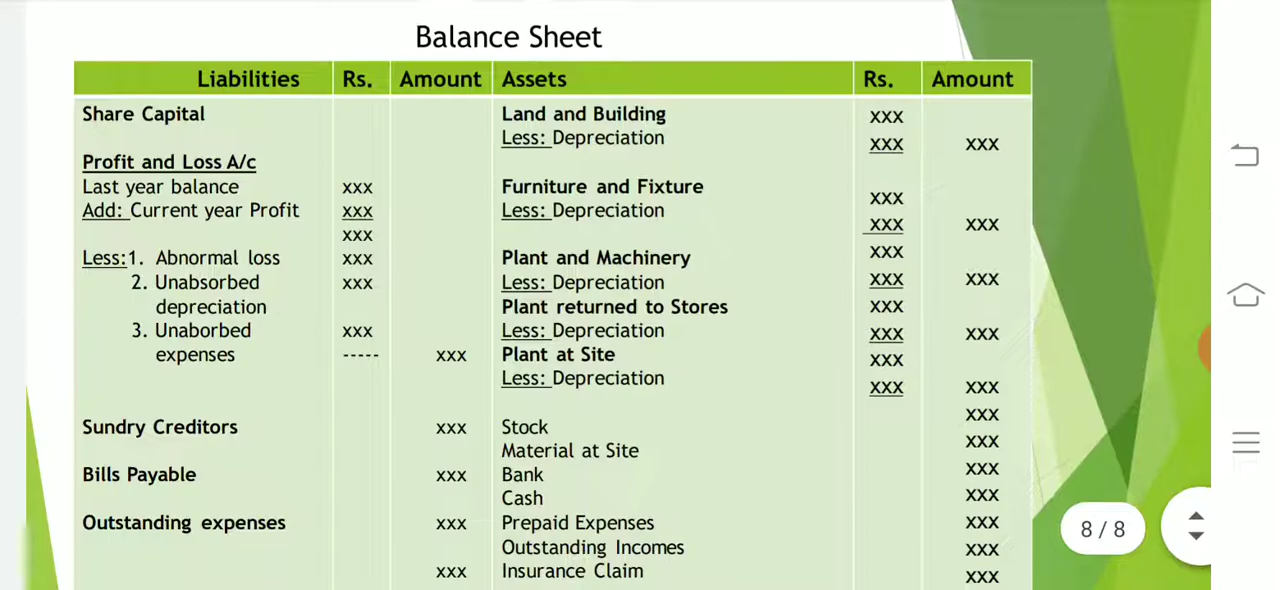 Balance Sheet
Liabilities Rs. Amount Assets Rs. Amount
Share Capital Land and Building xxx
Less: Depreciation xxx xxx
Profit and Loss A/c
Last year balance xxx Furniture and Fixture xxx
Add: Current year Profit xxx Less: Depreciation xxx xxx
xxx
Less:1. Abnormal loss xxx Plant and Machinery xxx
2. Unabsorbed xxx Less: Depreciation xxx xxx
depreciation Plant returned to Stores xxx
3. Unaborbed xxx Less: Depreciation xxx xxx
expenses ----- xxx Plant at Site xxx
Less: Depreciation xxx xxx
xxx
Sundry Creditors xxx Stock xxx
Material at Site
Bills Payable xxx Bank xxx
Cash xxx
Outstanding expenses xxx Prepaid Expenses xxx
Outstanding Incomes xxx
xxx Insurance Claim xxx
8 / 8